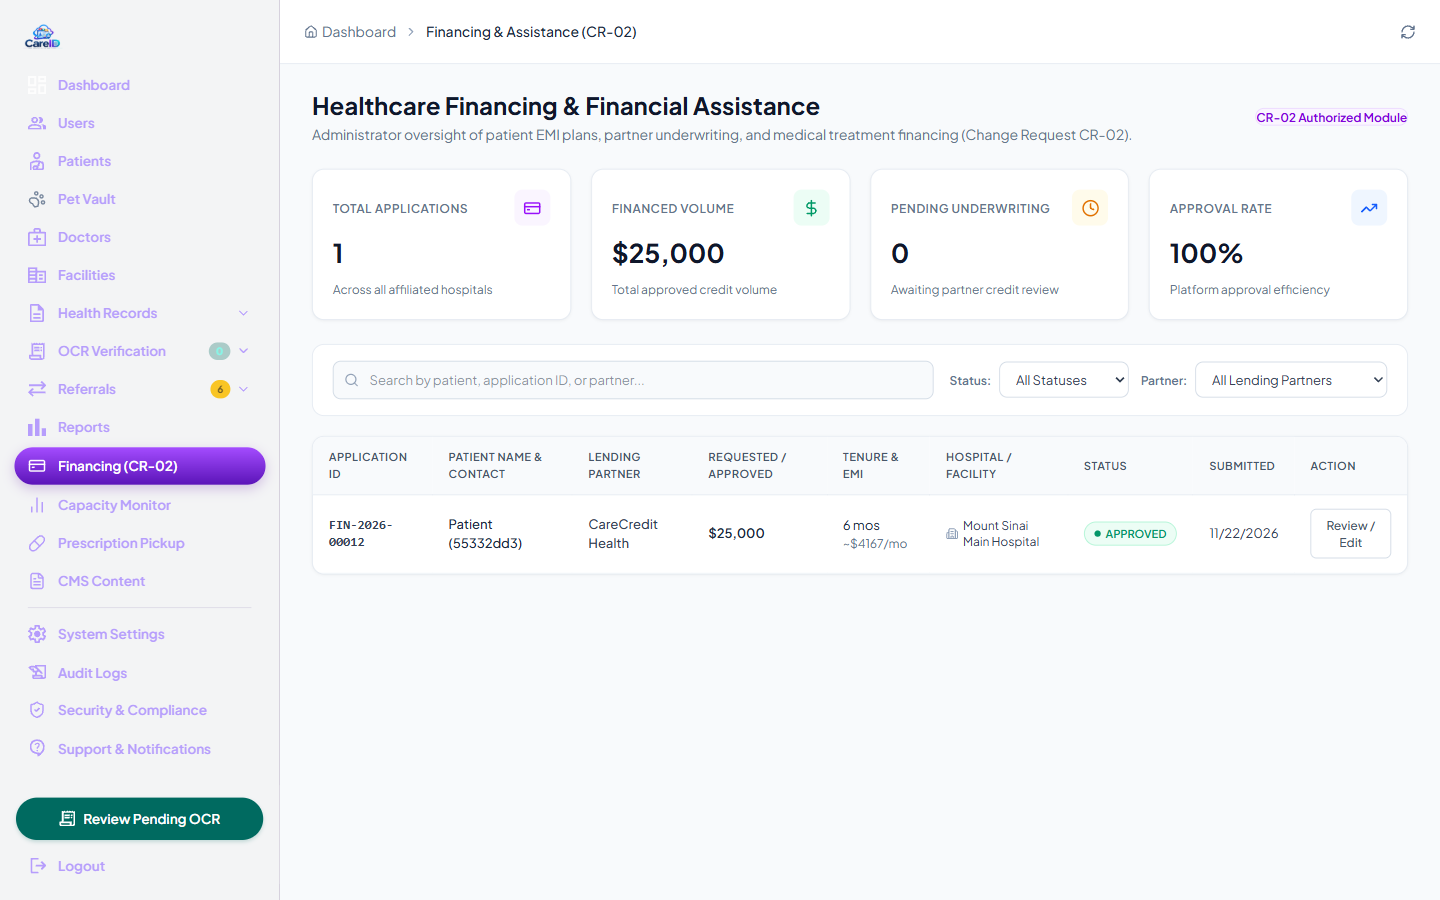 CareID
Dashboard
Users
Patients
Pet Vault
Doctors
Facilities
Health Records
OCR Verification 0
Referrals 6
Reports
Financing (CR-02)
Capacity Monitor
Prescription Pickup
CMS Content
System Settings
Audit Logs
Security & Compliance
Support & Notifications
Review Pending OCR
Logout
Dashboard > Financing & Assistance (CR-02)
Healthcare Financing & Financial Assistance
Administrator oversight of patient EMI plans, partner underwriting, and medical treatment financing (Change Request CR-02).
CR-02 Authorized Module
TOTAL APPLICATIONS
1
Across all affiliated hospitals
FINANCED VOLUME
$25,000
Total approved credit volume
PENDING UNDERWRITING
0
Awaiting partner credit review
APPROVAL RATE
100%
Platform approval efficiency
Search by patient, application ID, or partner...
Status: All Statuses
Partner: All Lending Partners
APPLICATION
ID
PATIENT NAME &
CONTACT
LENDING
PARTNER
REQUESTED /
APPROVED
TENURE &
EMI
HOSPITAL /
FACILITY
STATUS
SUBMITTED
ACTION
FIN-2026-
00012
Patient
(55332dd3)
CareCredit
Health
$25,000
6 mos
~$4167/mo
Mount Sinai
Main Hospital
APPROVED
11/22/2026
Review /
Edit